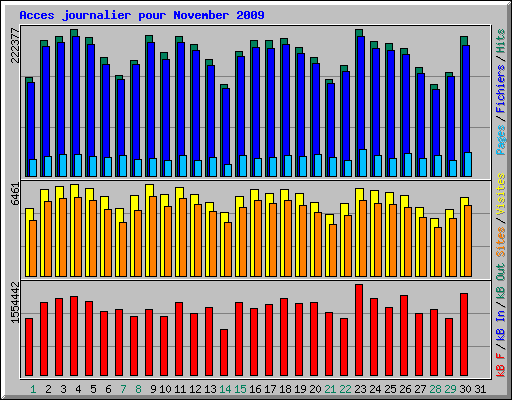 Acces journalier pour November 2009
222377
Pages / Fichiers / Hits
6461
Sites / Visites
1554442
kB F / kB In / kB Out
1 2 3 4 5 6 7 8 9 10 11 12 13 14 15 16 17 18 19 20 21 22 23 24 25 26 27 28 29 30 31